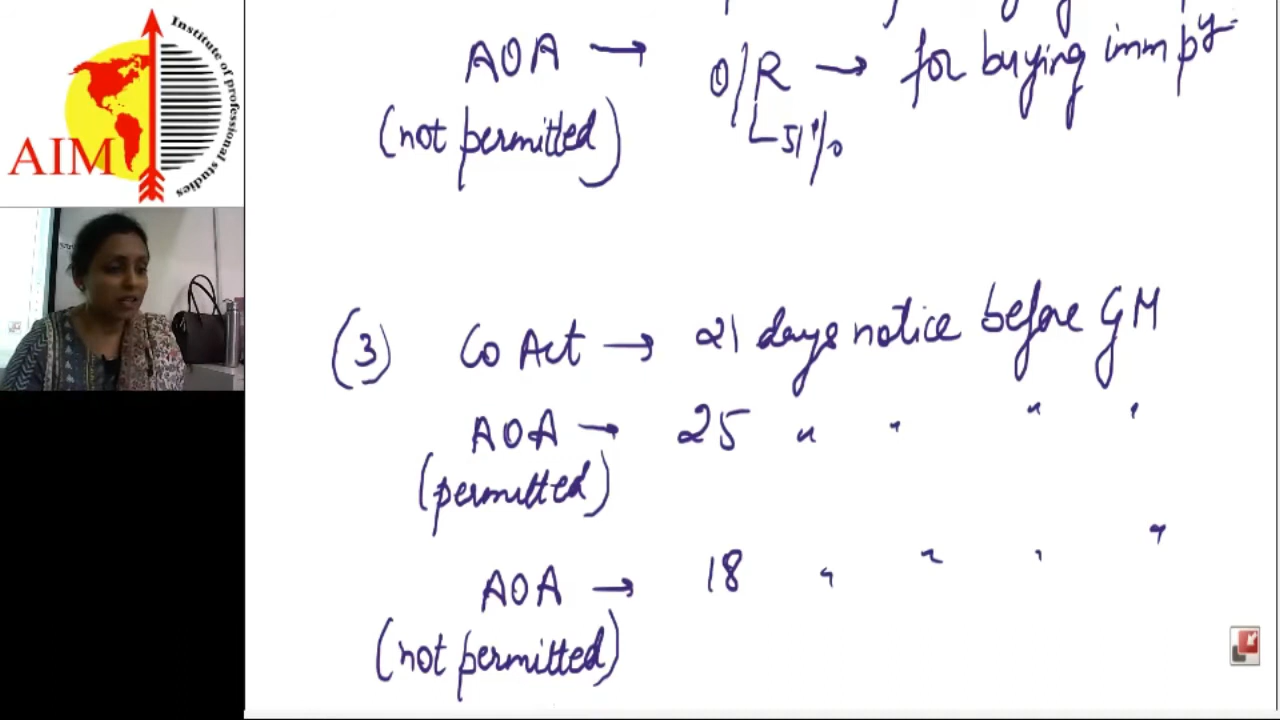 Institute of professional studies
AIM
AOA → O/R → for buying imm py
(not permitted) 51%
(3) Co Act → 21 days notice before GM
AOA → 25 " " " "
(permitted)
AOA → 18 " " " "
(not permitted)